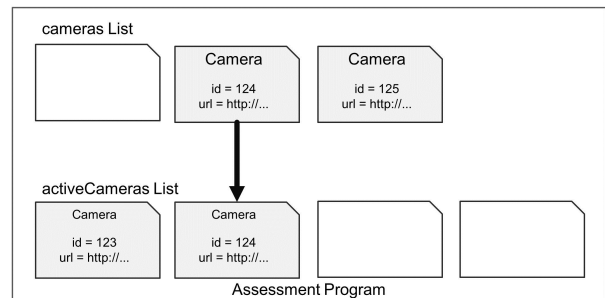 cameras List
Camera
id = 124
url = http://...
Camera
id = 125
url = http://...
activeCameras List
Camera
id = 123
url = http://...
Camera
id = 124
url = http://...
Assessment Program